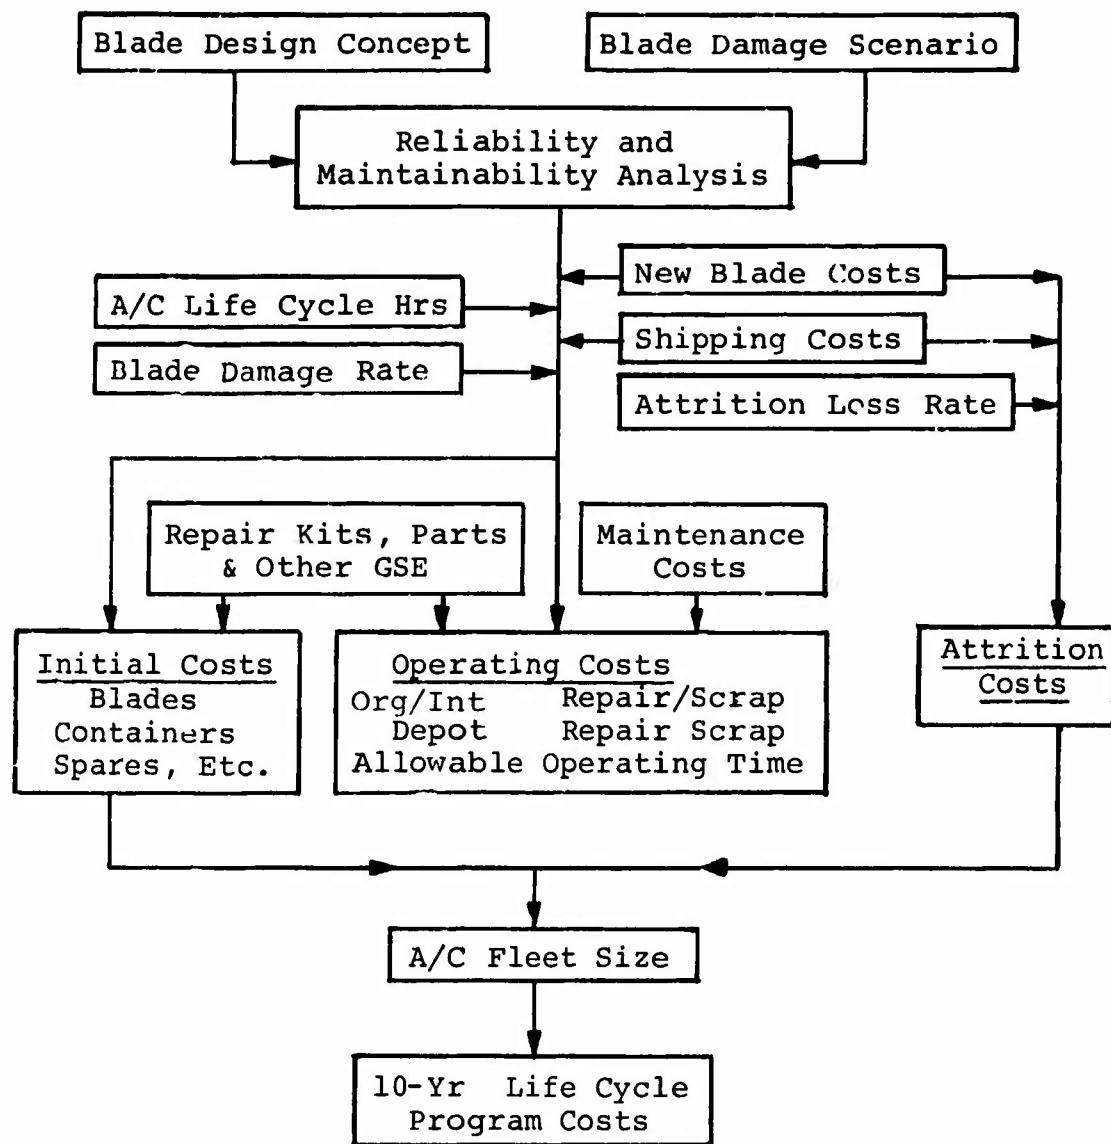 Blade Design Concept
Blade Damage Scenario
Reliability and
Maintainability Analysis
New Blade Costs
A/C Life Cycle Hrs
Shipping Costs
Blade Damage Rate
Attrition Loss Rate
Repair Kits, Parts
& Other GSE
Maintenance
Costs
Initial Costs
Blades
Containers
Spares, Etc.
Operating Costs
Org/Int Repair/Scrap
Depot Repair Scrap
Allowable Operating Time
Attrition
Costs
A/C Fleet Size
10-Yr Life Cycle
Program Costs